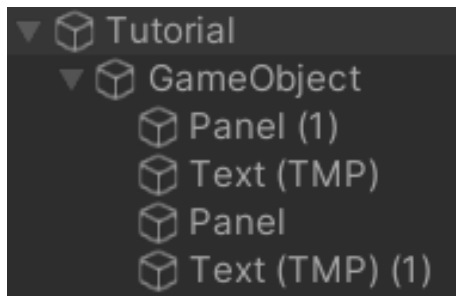 Tutorial
GameObject
Panel (1)
Text (TMP)
Panel
Text (TMP) (1)